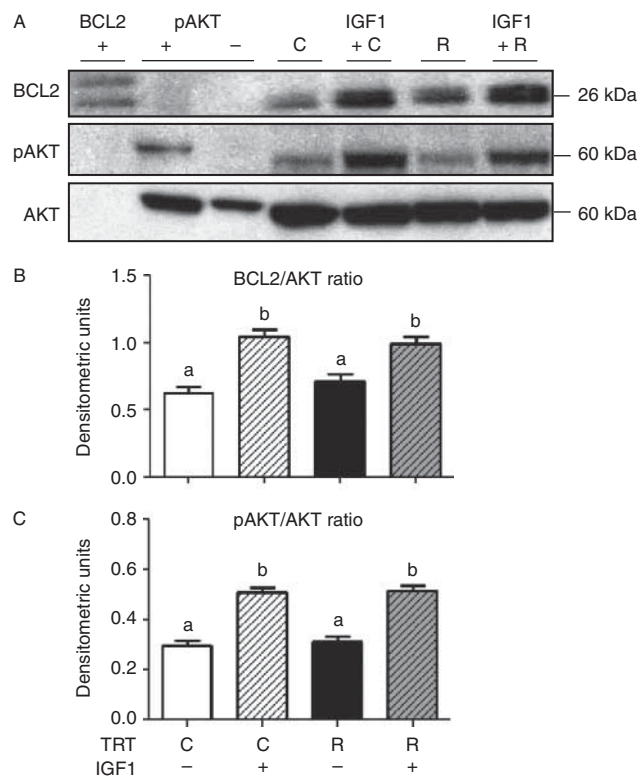 A BCL2 pAKT IGF1 IGF1
+ + – C + C R + R
BCL2 26 kDa
pAKT 60 kDa
AKT 60 kDa
B BCL2/AKT ratio
Densitometric units
1.5
1.0
0.5
0.0
a b a b
C pAKT/AKT ratio
Densitometric units
0.8
0.6
0.4
0.2
0.0
a b a b
TRT C C R R
IGF1 – + – +